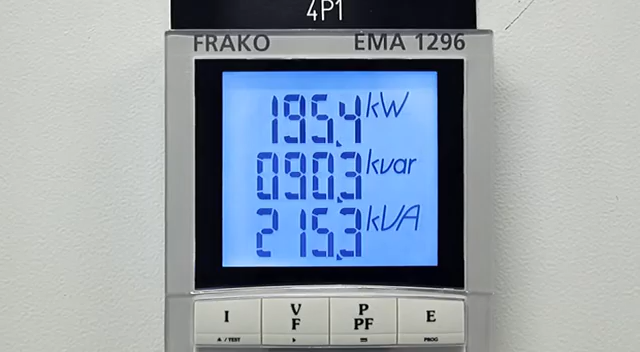 4P1
FRAKO EMA 1296
195.4 kW
090.3 kvar
215.3 kVA
I V F P PF E
A / TEST PROG